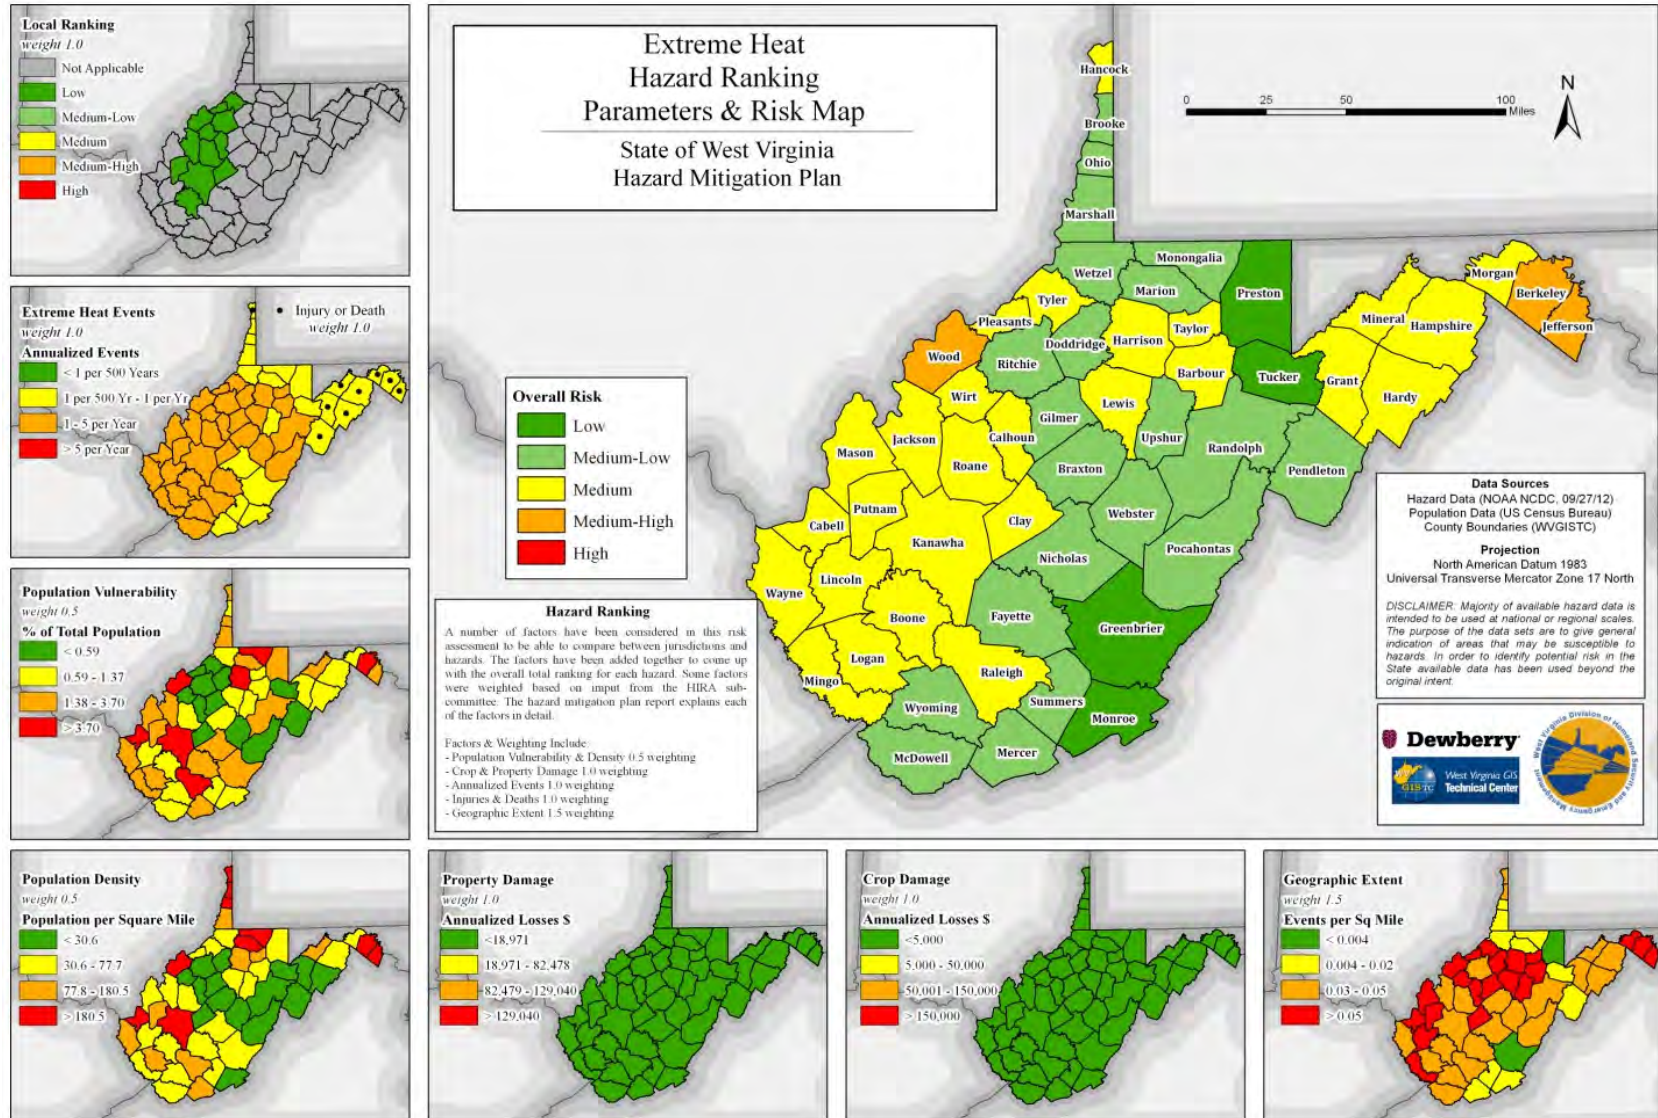 Local Ranking
weight 1.0
Not Applicable
Low
Medium-Low
Medium
Medium-High
High
Extreme Heat Events
weight 1.0
Annualized Events
< 1 per 500 Years
1 per 500 Yr - 1 per Yr
1 - 5 per Year
> 5 per Year
Injury or Death
weight 1.0
Population Vulnerability
weight 0.5
% of Total Population
< 0.59
0.59 - 1.37
1.38 - 3.70
> 3.70
Population Density
weight 0.5
Population per Square Mile
< 30.6
30.6 - 77.7
77.8 - 180.5
> 180.5
Extreme Heat
Hazard Ranking
Parameters & Risk Map
State of West Virginia
Hazard Mitigation Plan
0 25 50 100
Miles
N
Hancock
Brooke
Ohio
Marshall
Wetzel
Monongalia
Marion
Preston
Tyler
Pleasants
Doddridge
Harrison
Taylor
Wood
Ritchie
Barbour
Tucker
Mineral
Hampshire
Morgan
Berkeley
Jefferson
Grant
Hardy
Wirt
Lewis
Gilmer
Calhoun
Upshur
Randolph
Pendleton
Mason
Jackson
Roane
Braxton
Webster
Pocahontas
Putnam
Cabell
Clay
Kanawha
Nicholas
Wayne
Lincoln
Boone
Fayette
Greenbrier
Logan
Mingo
Raleigh
Wyoming
Summers
Monroe
McDowell
Mercer
Overall Risk
Low
Medium-Low
Medium
Medium-High
High
Hazard Ranking
A number of factors have been considered in this risk
assessment to be able to compare between jurisdictions and
hazards. The factors have been added together to come up
with the overall total ranking for each hazard. Some factors
were weighted based on imput from the HIRA sub-
committee. The hazard mitigation plan report explains each
of the factors in detail.
Factors & Weighting Include
- Population Vulnerability & Density 0.5 weighting
- Crop & Property Damage 1.0 weighting
- Annualized Events 1.0 weighting
- Injuries & Deaths 1.0 weighting
- Geographic Extent 1.5 weighting
Data Sources
Hazard Data (NOAA NCDC, 09/27/12)
Population Data (US Census Bureau)
County Boundaries (WVGISTC)
Projection
North American Datum 1983
Universal Transverse Mercator Zone 17 North
DISCLAIMER: Majority of available hazard data is
intended to be used at national or regional scales.
The purpose of the data sets are to give general
indication of areas that may be susceptible to
hazards. In order to identify potential risk in the
State available data has been used beyond the
original intent.
Dewberry
GIS TC
West Virginia GIS
Technical Center
West Virginia Division of Homeland Security and Emergency Management
Property Damage
weight 1.0
Annualized Losses $
<18,971
18,971 - 82,478
82,479 - 129,040
> 129,040
Crop Damage
weight 1.0
Annualized Losses $
<5,000
5,000 - 50,000
50,001 - 150,000
> 150,000
Geographic Extent
weight 1.5
Events per Sq Mile
< 0.004
0.004 - 0.02
0.03 - 0.05
> 0.05